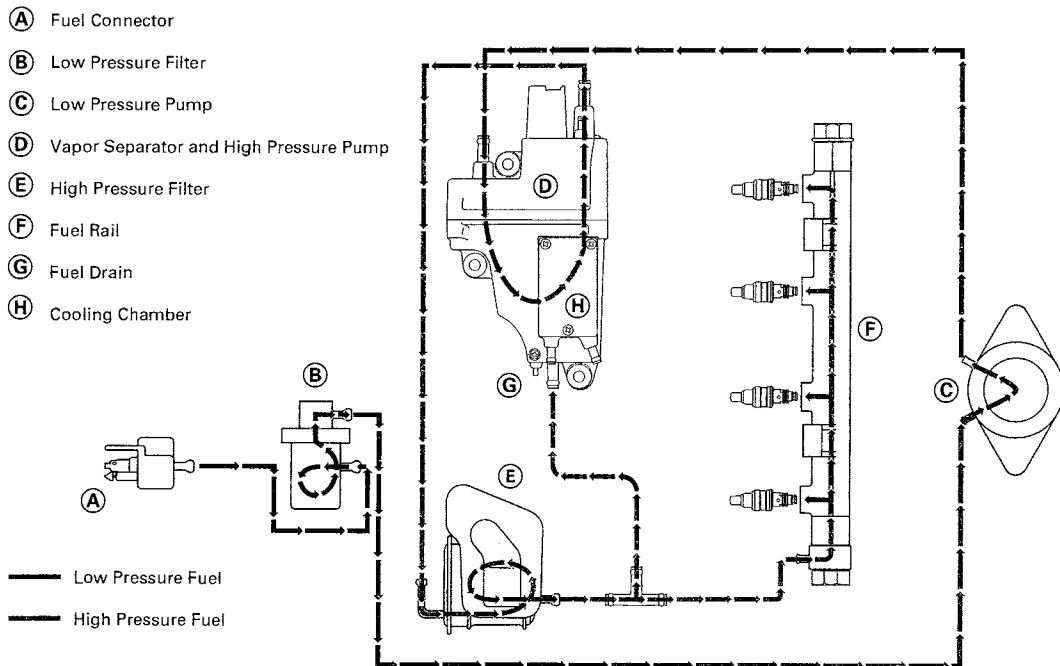 A Fuel Connector
B Low Pressure Filter
C Low Pressure Pump
D Vapor Separator and High Pressure Pump
E High Pressure Filter
F Fuel Rail
G Fuel Drain
H Cooling Chamber
D
H
F
B
G
C
A
E
Low Pressure Fuel
High Pressure Fuel